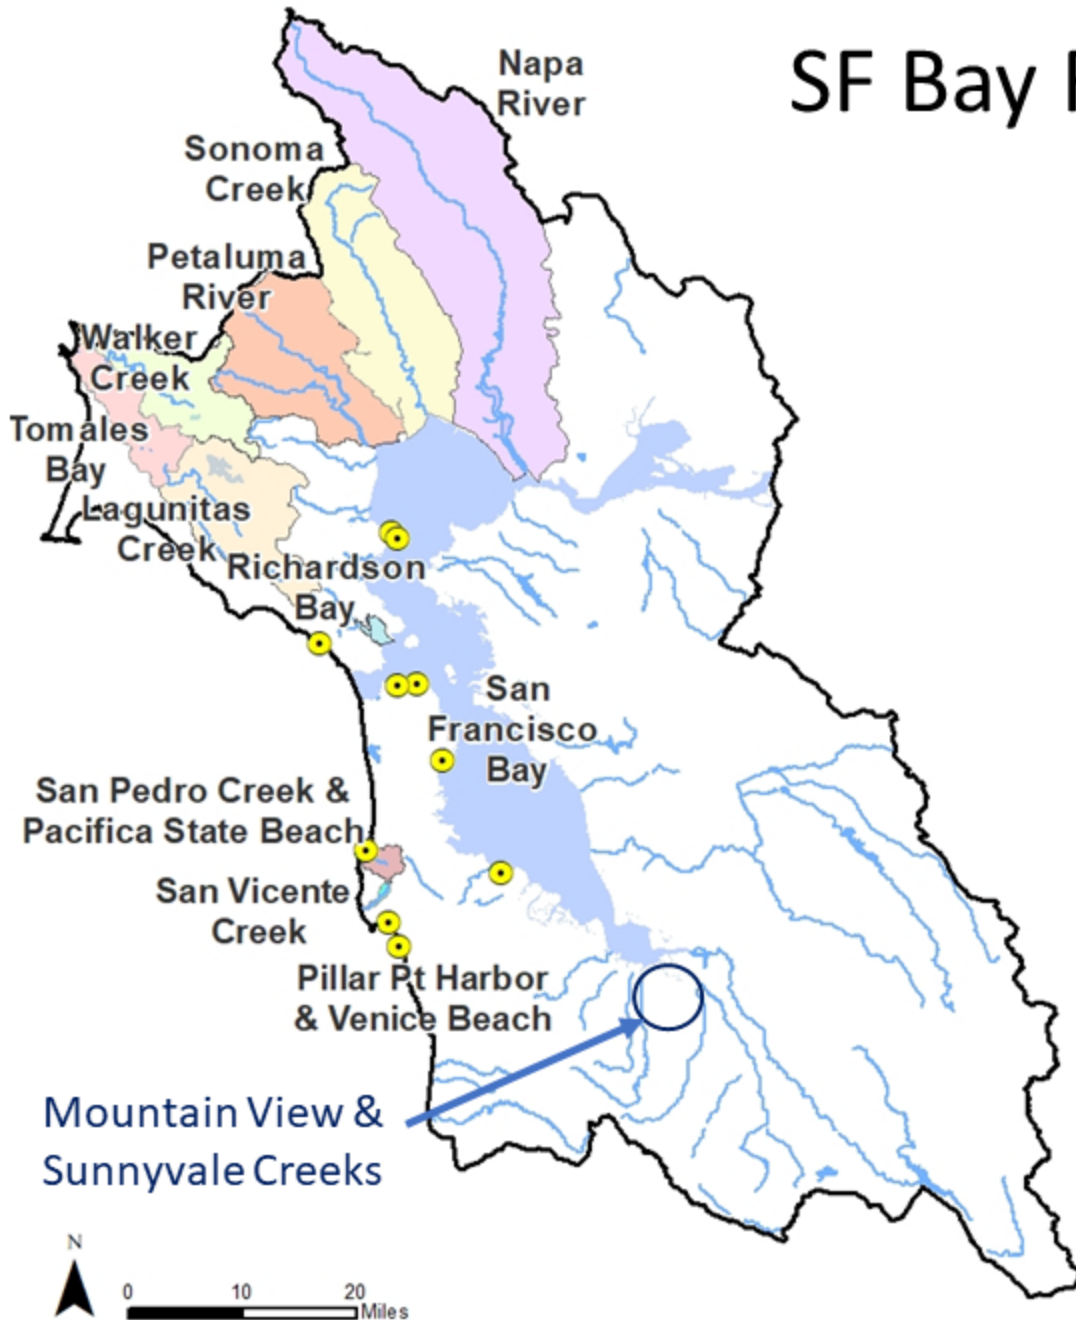 SF Bay
Napa
River
Sonoma
Creek
Petaluma
River
Walker
Creek
Tomales
Bay
Lagunitas
Creek
Richardson
Bay
San
Francisco
Bay
San Pedro Creek &
Pacifica State Beach
San Vicente
Creek
Pillar Pt Harbor
& Venice Beach
Mountain View &
Sunnyvale Creeks
N
0 10 20
Miles